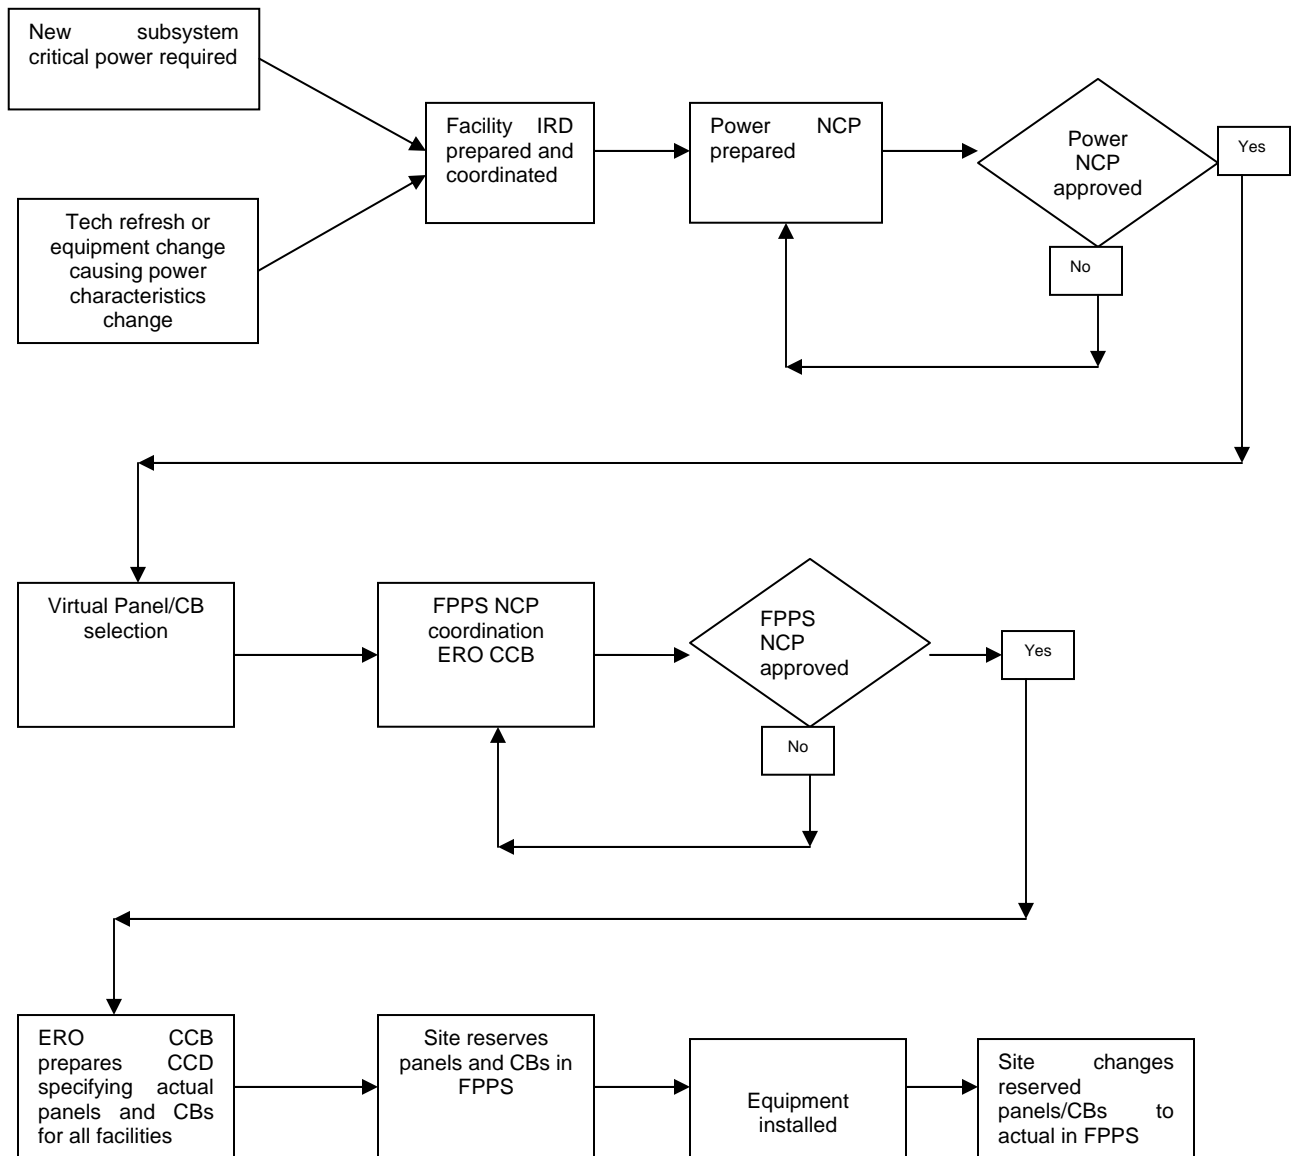 New subsystem
critical power required
Facility IRD
prepared and
coordinated
Power NCP
prepared
Power
NCP
approved
Yes
No
Tech refresh or
equipment change
causing power
characteristics
change
Virtual Panel/CB
selection
FPPS NCP
coordination
ERO CCB
FPPS
NCP
approved
Yes
No
ERO CCB
prepares CCD
specifying actual
panels and CBs
for all facilities
Site reserves
panels and CBs in
FPPS
Equipment
installed
Site changes
reserved
panels/CBs to
actual in FPPS